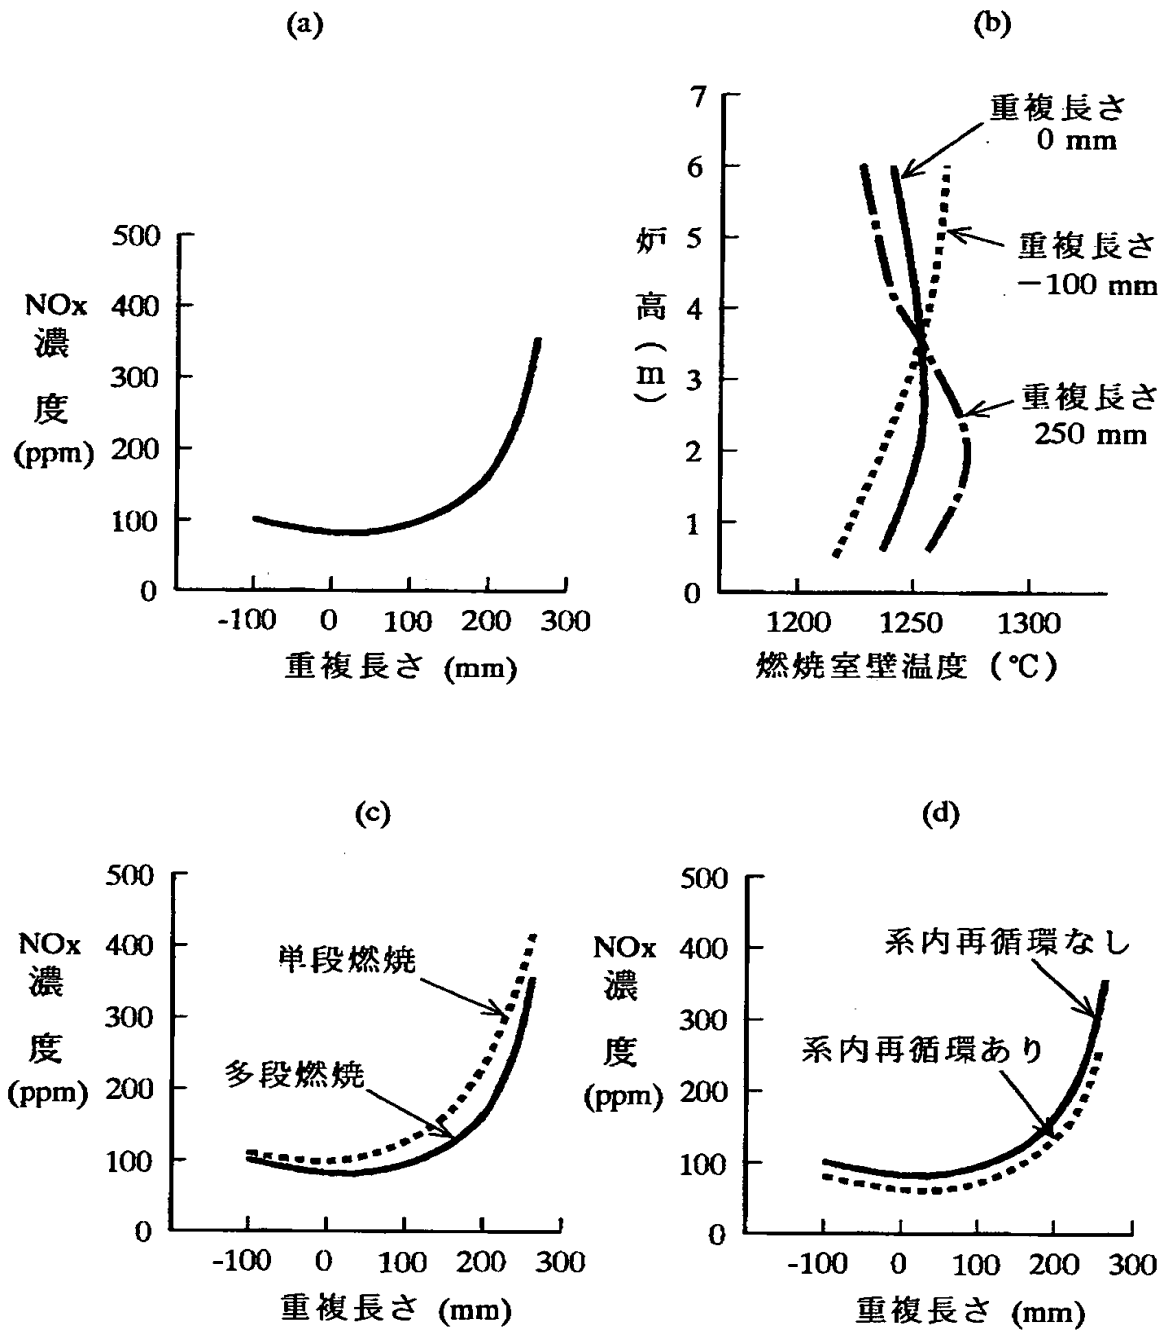 (a)
500
400
300
200
100
0
NOx
濃
度
(ppm)
-100 0 100 200 300
重複長さ (mm)
(b)
7
6
5
4
3
2
1
0
炉高(m)
重複長さ
0 mm
重複長さ
−100 mm
重複長さ
250 mm
1200 1250 1300
燃焼室壁温度 (℃)
(c)
500
400
300
200
100
0
NOx
濃
度
(ppm)
単段燃焼
多段燃焼
-100 0 100 200 300
重複長さ (mm)
(d)
500
400
300
200
100
0
NOx
濃
度
(ppm)
系内再循環なし
系内再循環あり
-100 0 100 200 300
重複長さ (mm)